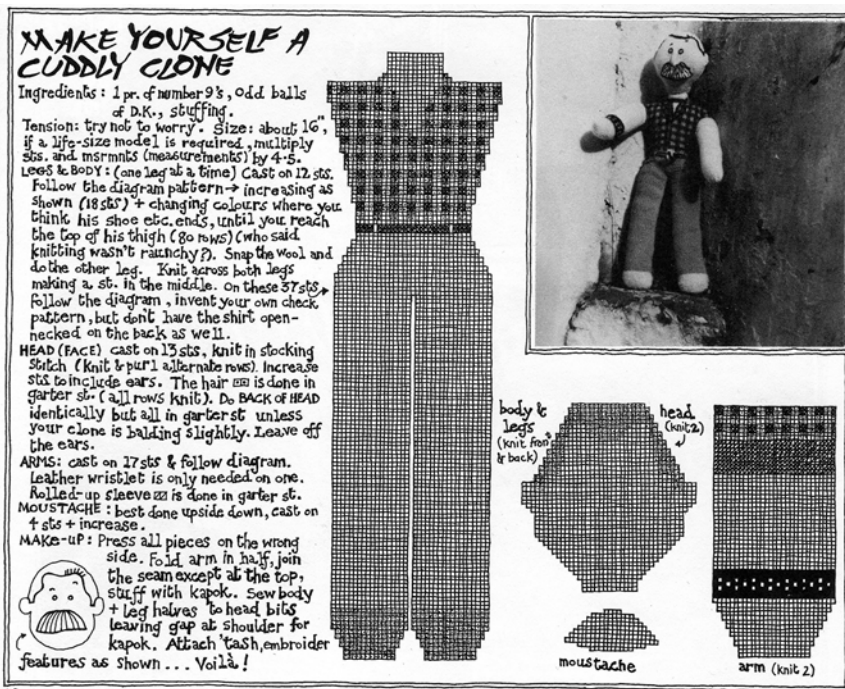 MAKE YOURSELF A
CUDDLY CLONE
Ingredients: 1 pr. of number 9's, odd balls
of D.K., stuffing.
Tension: try not to worry. Size: about 16",
if a life-size model is required, multiply
sts. and msrmnts (measurements) by 4.5.
LEGS & BODY: (one leg at a time) Cast on 12 sts.
Follow the diagram pattern → increasing as
shown (18 sts) + changing colours where you
think his shoe etc. ends, until you reach
the top of his thigh (80 rows) (who said
knitting wasn't raunchy?). Snap the wool and
do the other leg. Knit across both legs
making a st. in the middle. On these 37 sts
follow the diagram, invent your own check
pattern, but don't have the shirt open-
necked on the back as well.
HEAD (FACE) cast on 13 sts, knit in stocking
stitch (knit & purl alternate rows). Increase
sts to include ears. The hair is done in
garter st. (all rows knit). Do BACK OF HEAD
identically but all in garter st unless
your clone is balding slightly. Leave off
the ears.
ARMS: cast on 27 sts & follow diagram.
Leather wristlet is only needed on one.
Rolled-up sleeve is done in garter st.
MOUSTACHE: best done upside down, cast on
4 sts + increase.
MAKE-UP: Press all pieces on the wrong
side. Fold arm in half, join
the seam except at the top,
stuff with kapok. Sew body
+ leg halves to head bits
leaving gap at shoulder for
kapok. Attach 'tash, embroider
features as shown... Voilà!
body &
legs
(knit front
& back)
head
(knit 2)
moustache
arm (knit 2)